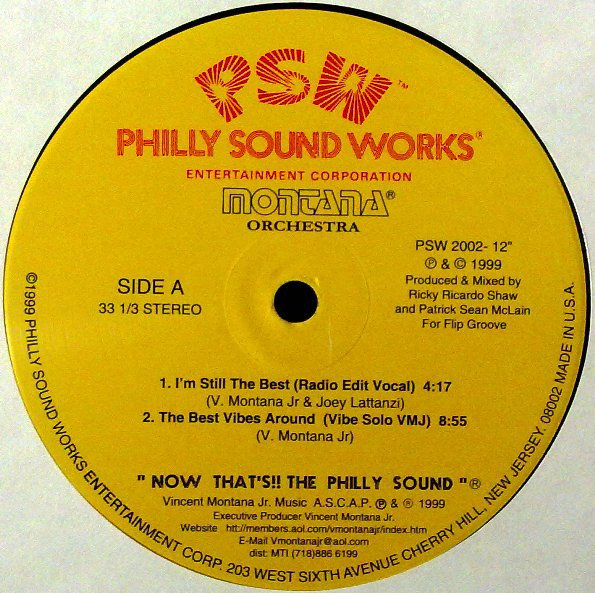 PSW™
PHILLY SOUND WORKS®
ENTERTAINMENT CORPORATION
MONTANA®
ORCHESTRA
PSW 2002- 12"
℗ & © 1999
Produced & Mixed by
Ricky Ricardo Shaw
and Patrick Sean McLain
For Flip Groove
SIDE A
33 1/3 STEREO
1. I'm Still The Best (Radio Edit Vocal) 4:17
(V. Montana Jr & Joey Lattanzi)
2. The Best Vibes Around (Vibe Solo VMJ) 8:55
(V. Montana Jr)
" NOW THAT'S!! THE PHILLY SOUND "®
Vincent Montana Jr. Music A.S.C.A.P. ℗ & ® 1999
Executive Producer Vincent Montana Jr.
Website htt://members.aol.com/vmontanajr/index.htm
E-Mail Vmontanajr@aol.com
dist: MTI (718)886 6199
©1999 PHILLY SOUND WORKS ENTERTAINMENT CORP. 203 WEST SIXTH AVENUE CHERRY HILL, NEW JERSEY. 08002 MADE IN U.S.A.